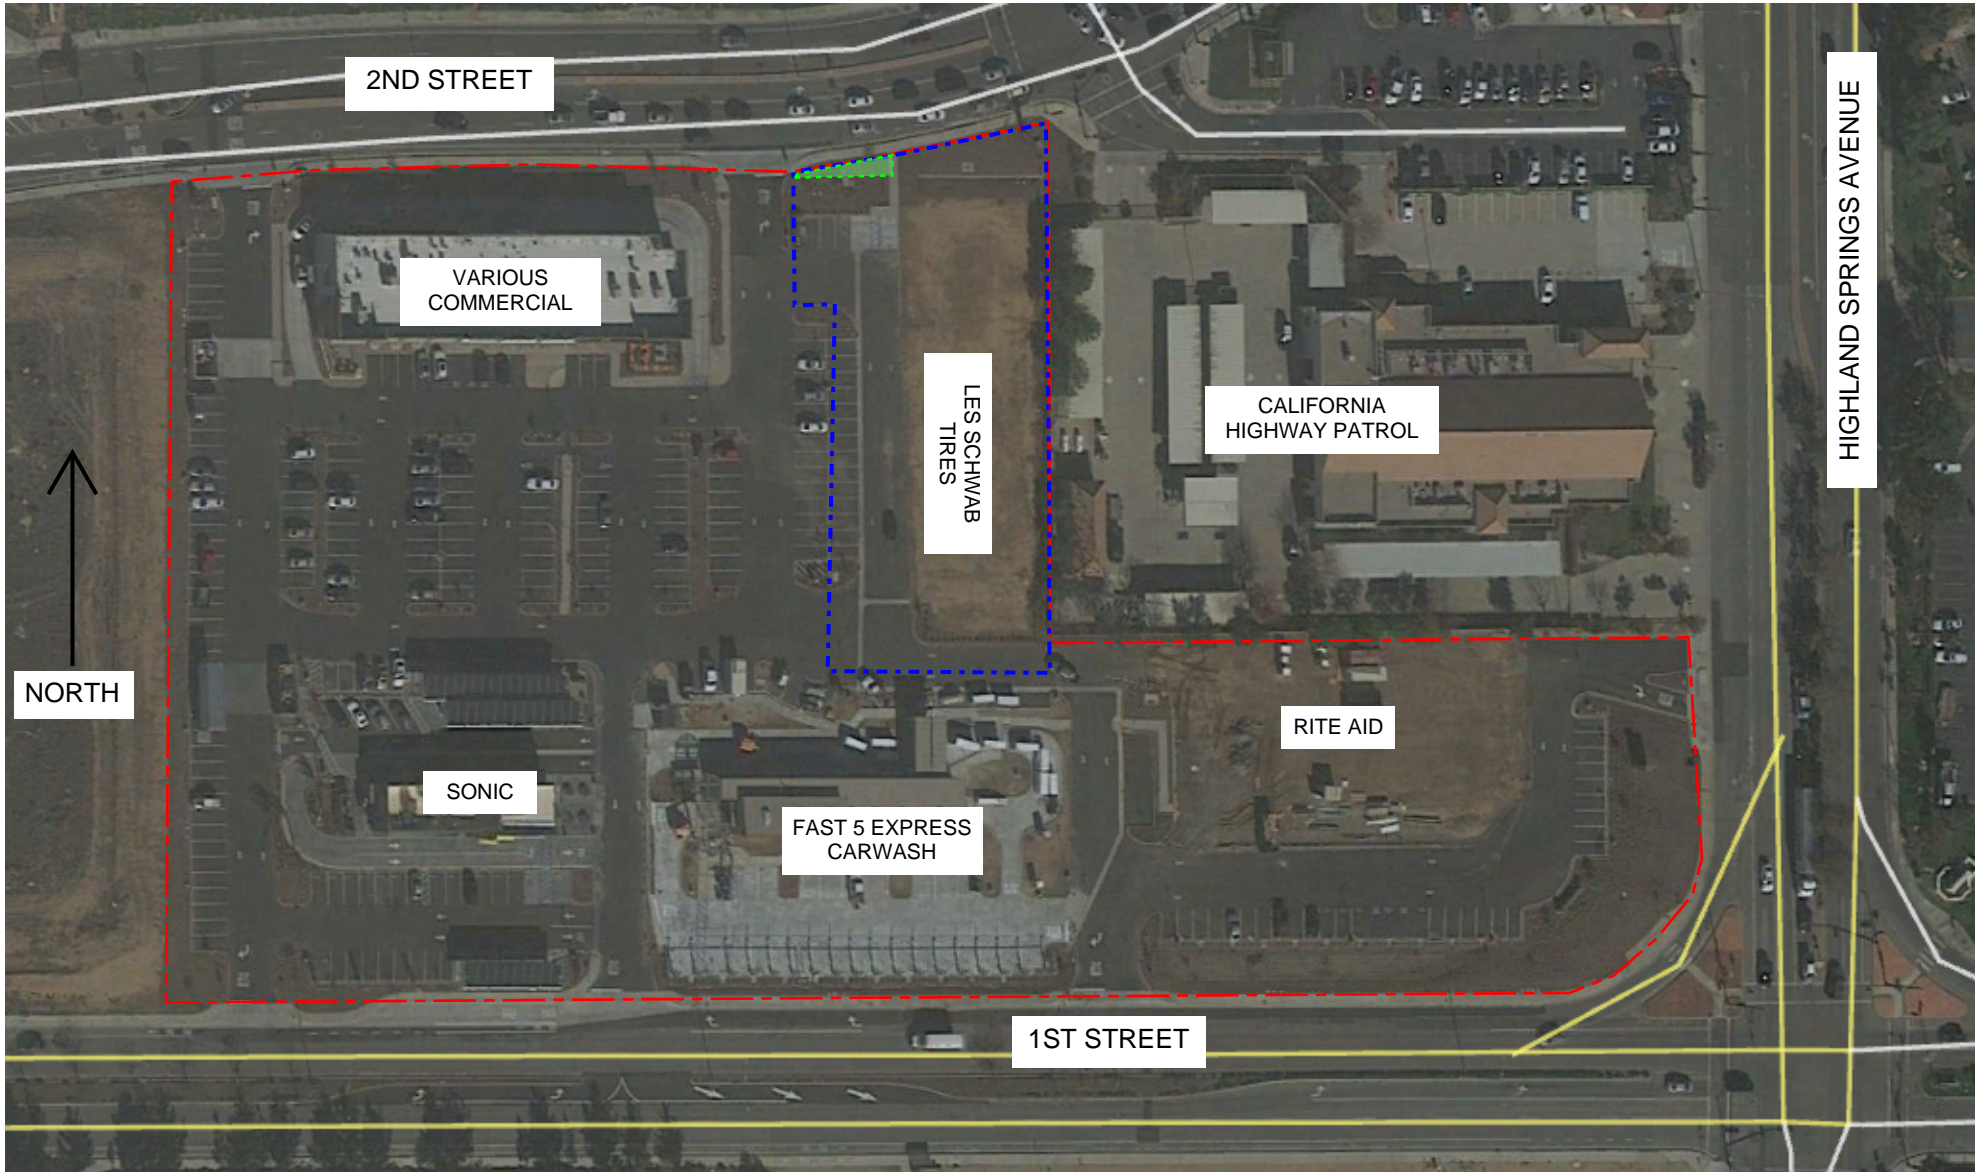 2ND STREET
HIGHLAND SPRINGS AVENUE
VARIOUS
COMMERCIAL
LES SCHWAB
TIRES
CALIFORNIA
HIGHWAY PATROL
NORTH
RITE AID
SONIC
FAST 5 EXPRESS
CARWASH
1ST STREET